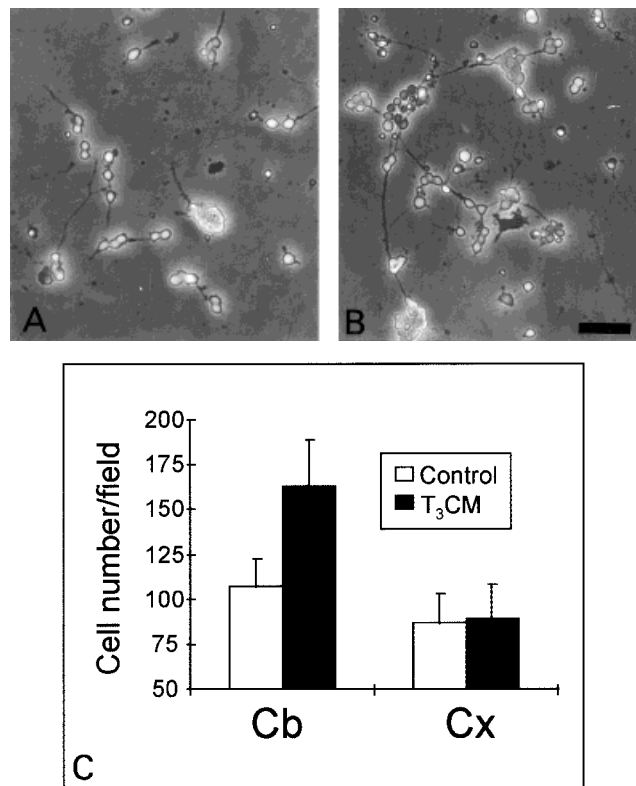 A
B
200
175
150
125
100
75
50
Cell number/field
Control
T₃CM
Cb
Cx
C